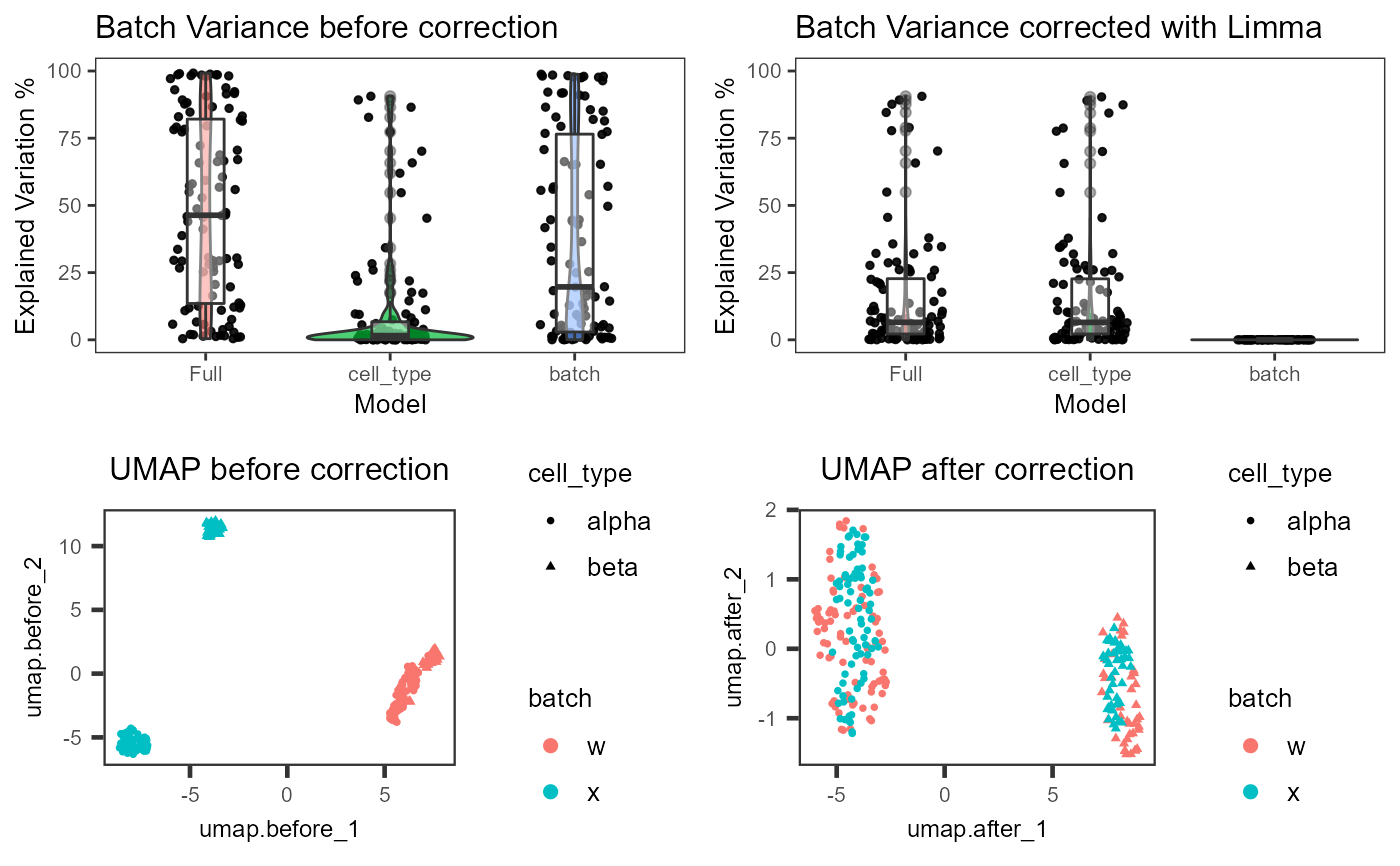 Batch Variance before correction
Explained Variation %
100
75
50
25
0
Full
cell_type
batch
Model
Batch Variance corrected with Limma
Explained Variation %
100
75
50
25
0
Full
cell_type
batch
Model
UMAP before correction
umap.before_2
10
5
0
-5
-5
0
5
umap.before_1
cell_type
alpha
beta
batch
w
x
UMAP after correction
umap.after_2
2
1
0
-1
-5
0
5
umap.after_1
cell_type
alpha
beta
batch
w
x